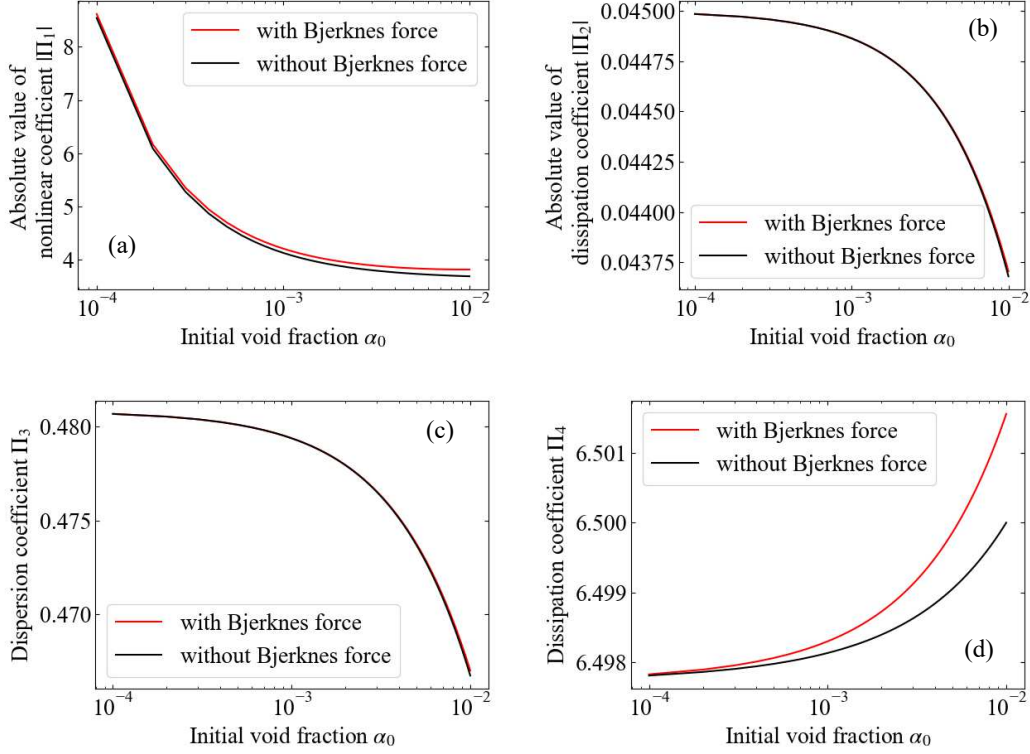 Absolute value of
nonlinear coefficient |Π₁|
8
7
6
5
4
with Bjerknes force
without Bjerknes force
(a)
10⁻⁴
10⁻³
10⁻²
Initial void fraction α₀
Absolute value of
dissipation coefficient |Π₂|
0.04500
0.04475
0.04450
0.04425
0.04400
0.04375
(b)
with Bjerknes force
without Bjerknes force
10⁻⁴
10⁻³
10⁻²
Initial void fraction α₀
Dispersion coefficient Π₃
0.480
0.475
0.470
(c)
with Bjerknes force
without Bjerknes force
10⁻⁴
10⁻³
10⁻²
Initial void fraction α₀
Dissipation coefficient Π₄
6.501
6.500
6.499
6.498
with Bjerknes force
without Bjerknes force
(d)
10⁻⁴
10⁻³
10⁻²
Initial void fraction α₀